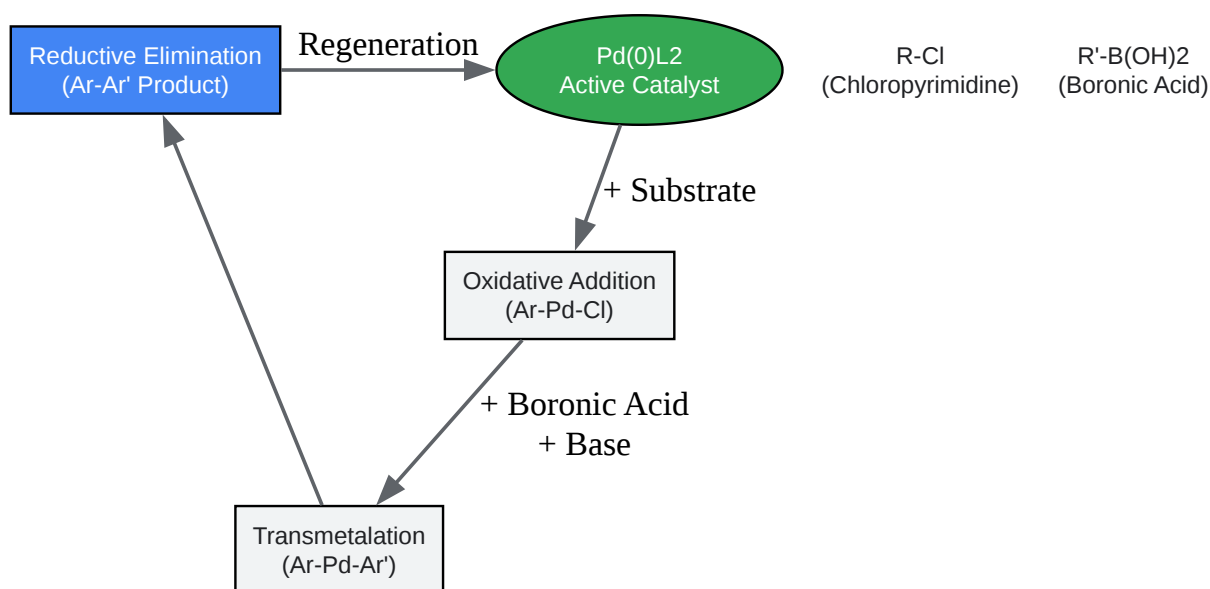 Reductive Elimination
(Ar-Ar' Product)
Regeneration
Pd(0)L2
Active Catalyst
R-Cl
(Chloropyrimidine)
R'-B(OH)2
(Boronic Acid)
+ Substrate
Oxidative Addition
(Ar-Pd-Cl)
+ Boronic Acid
+ Base
Transmetalation
(Ar-Pd-Ar')